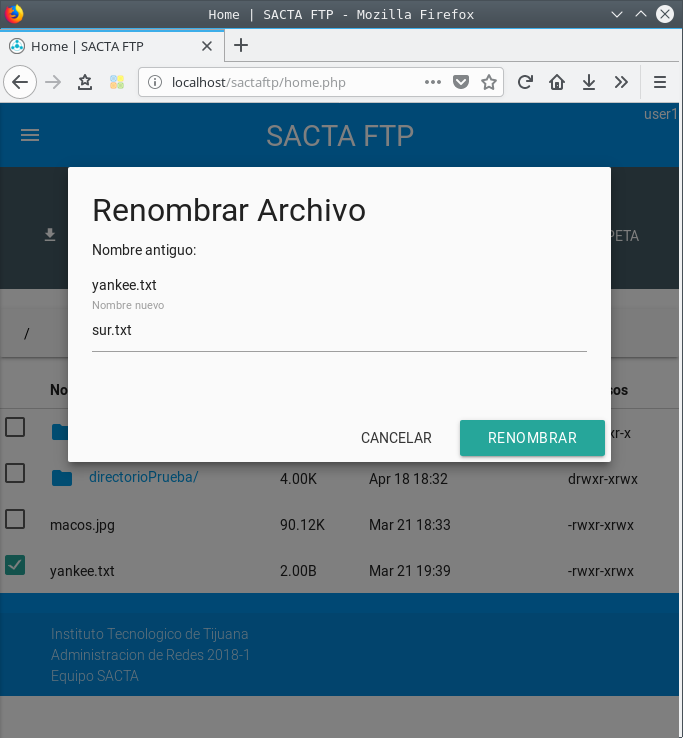 Home | SACTA FTP - Mozilla Firefox
Home | SACTA FTP
localhost/sactaftp/home.php
user1
SACTA FTP
PETA
Renombrar Archivo
Nombre antiguo:
yankee.txt
Nombre nuevo
sur.txt
CANCELAR RENOMBRAR
/
No sos
xr-x
directorioPrueba/ 4.00K Apr 18 18:32 drwxr-xrwx
macos.jpg 90.12K Mar 21 18:33 -rwxr-xrwx
yankee.txt 2.00B Mar 21 19:39 -rwxr-xrwx
Instituto Tecnologico de Tijuana
Administracion de Redes 2018-1
Equipo SACTA